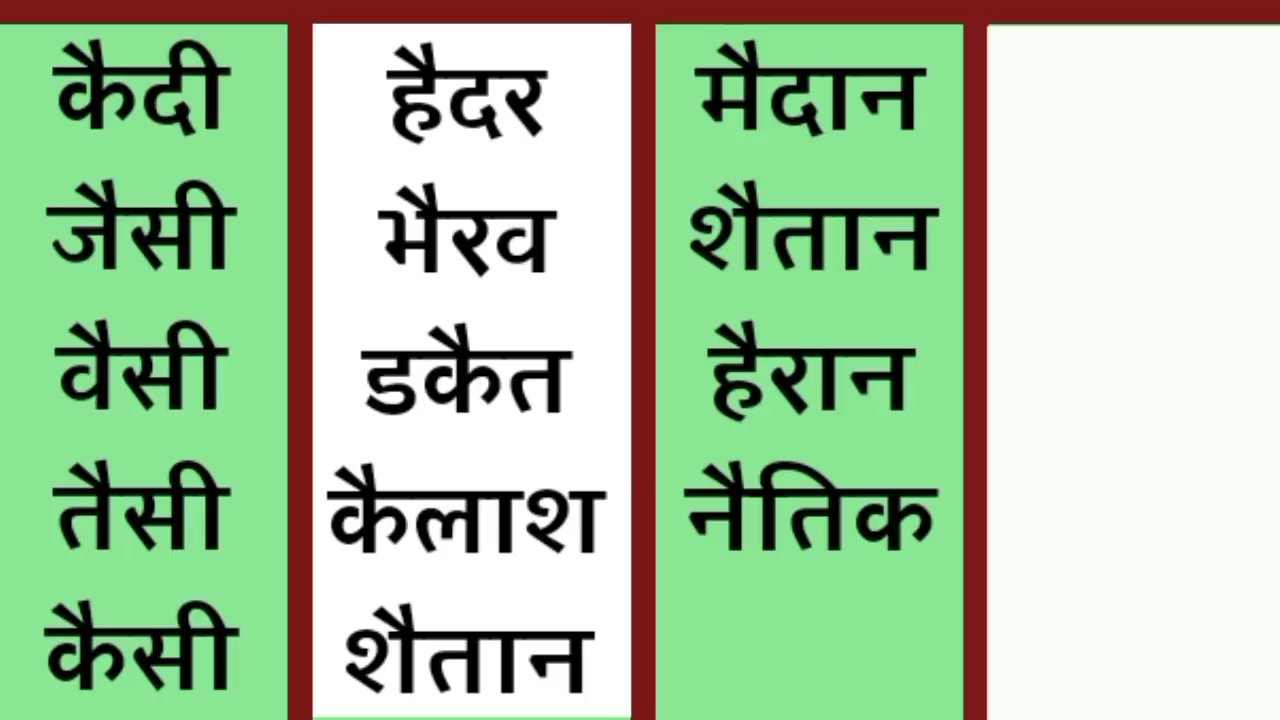 कैदी
जैसी
वैसी
तैसी
कैसी
हैदर
भैरव
डकैत
कैलाश
शैतान
मैदान
शैतान
हैरान
नैतिक